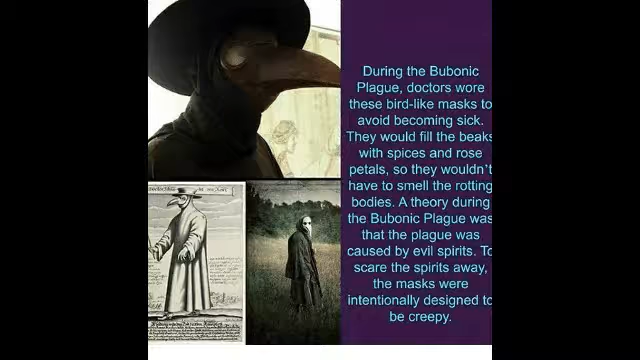 During the Bubonic
Plague, doctors wore
these bird-like masks to
avoid becoming sick.
They would fill the beaks
with spices and rose
petals, so they wouldn't
have to smell the rotting
bodies. A theory during
the Bubonic Plague was
that the plague was
caused by evil spirits. To
scare the spirits away,
the masks were
intentionally designed to
be creepy.